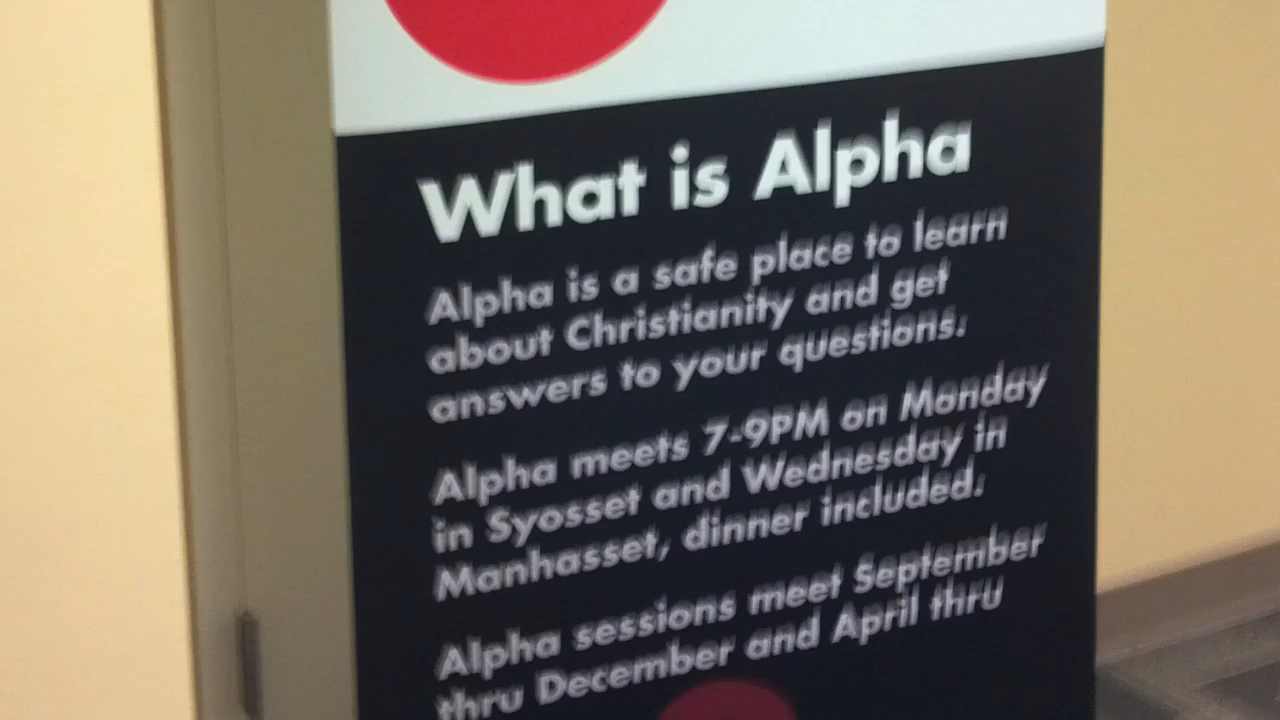 What is Alpha
Alpha is a safe place to learn
about Christianity and get
answers to your questions.
Alpha meets 7-9PM on Monday
in Syosset and Wednesday in
Manhasset, dinner included.
Alpha sessions meet September
thru December and April thru